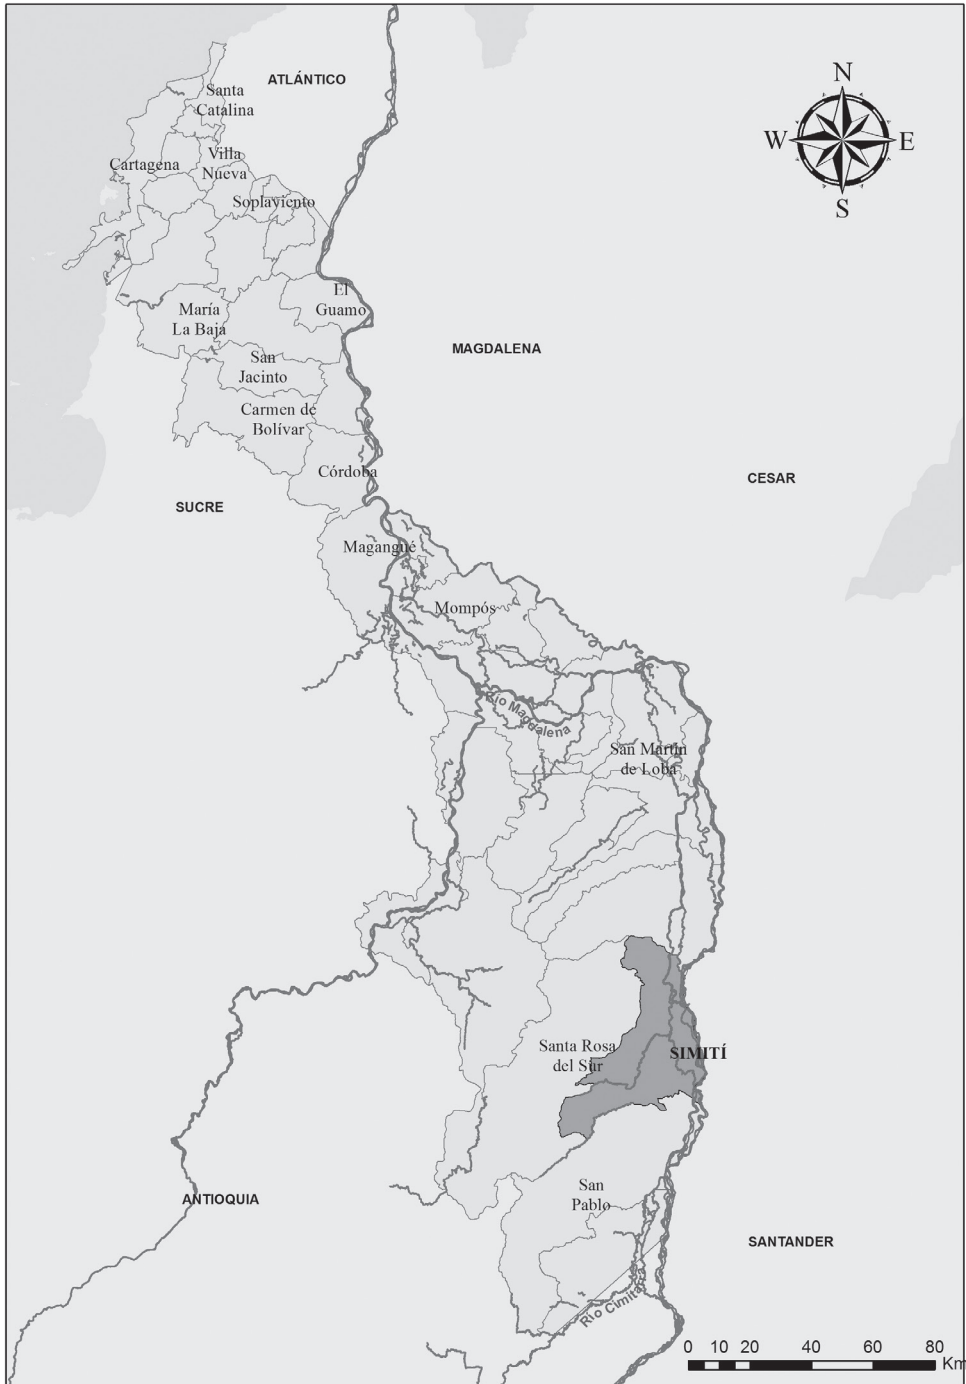 N
W
E
S
ATLÁNTICO
Santa
Catalina
Cartagena
Villa
Nueva
Soplaviento
El
Guamo
María
La Baja
MAGDALENA
San
Jacinto
Carmen de
Bolívar
Córdoba
CESAR
SUCRE
Magangué
Mompós
Río Magdalena
San Martín
de Loba
Santa Rosa
del Sur
SIMITÍ
San
Pablo
ANTIOQUIA
SANTANDER
Río Cimitarra
0 10 20 40 60 80
Km